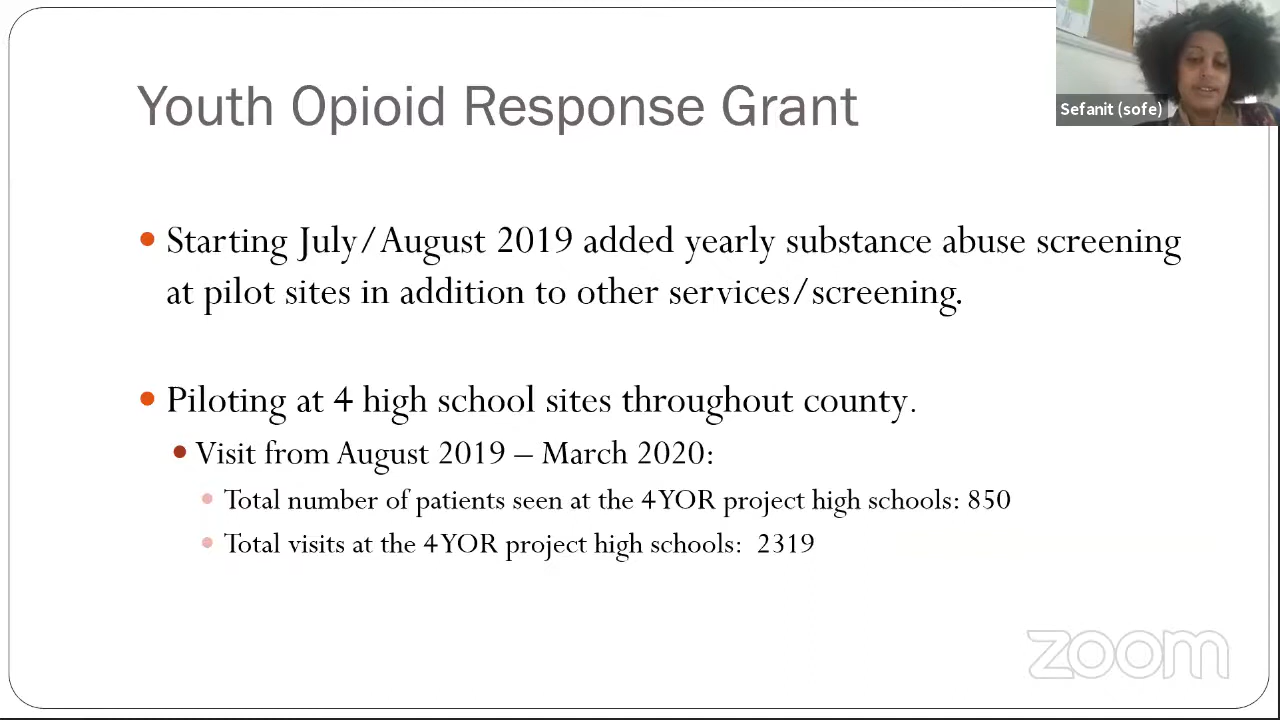 Youth Opioid Response Grant
Sefanit (sofe)
• Starting July/August 2019 added yearly substance abuse screening
at pilot sites in addition to other services/screening.
• Piloting at 4 high school sites throughout county.
• Visit from August 2019 – March 2020:
• Total number of patients seen at the 4YOR project high schools: 850
• Total visits at the 4YOR project high schools: 2319
zoom